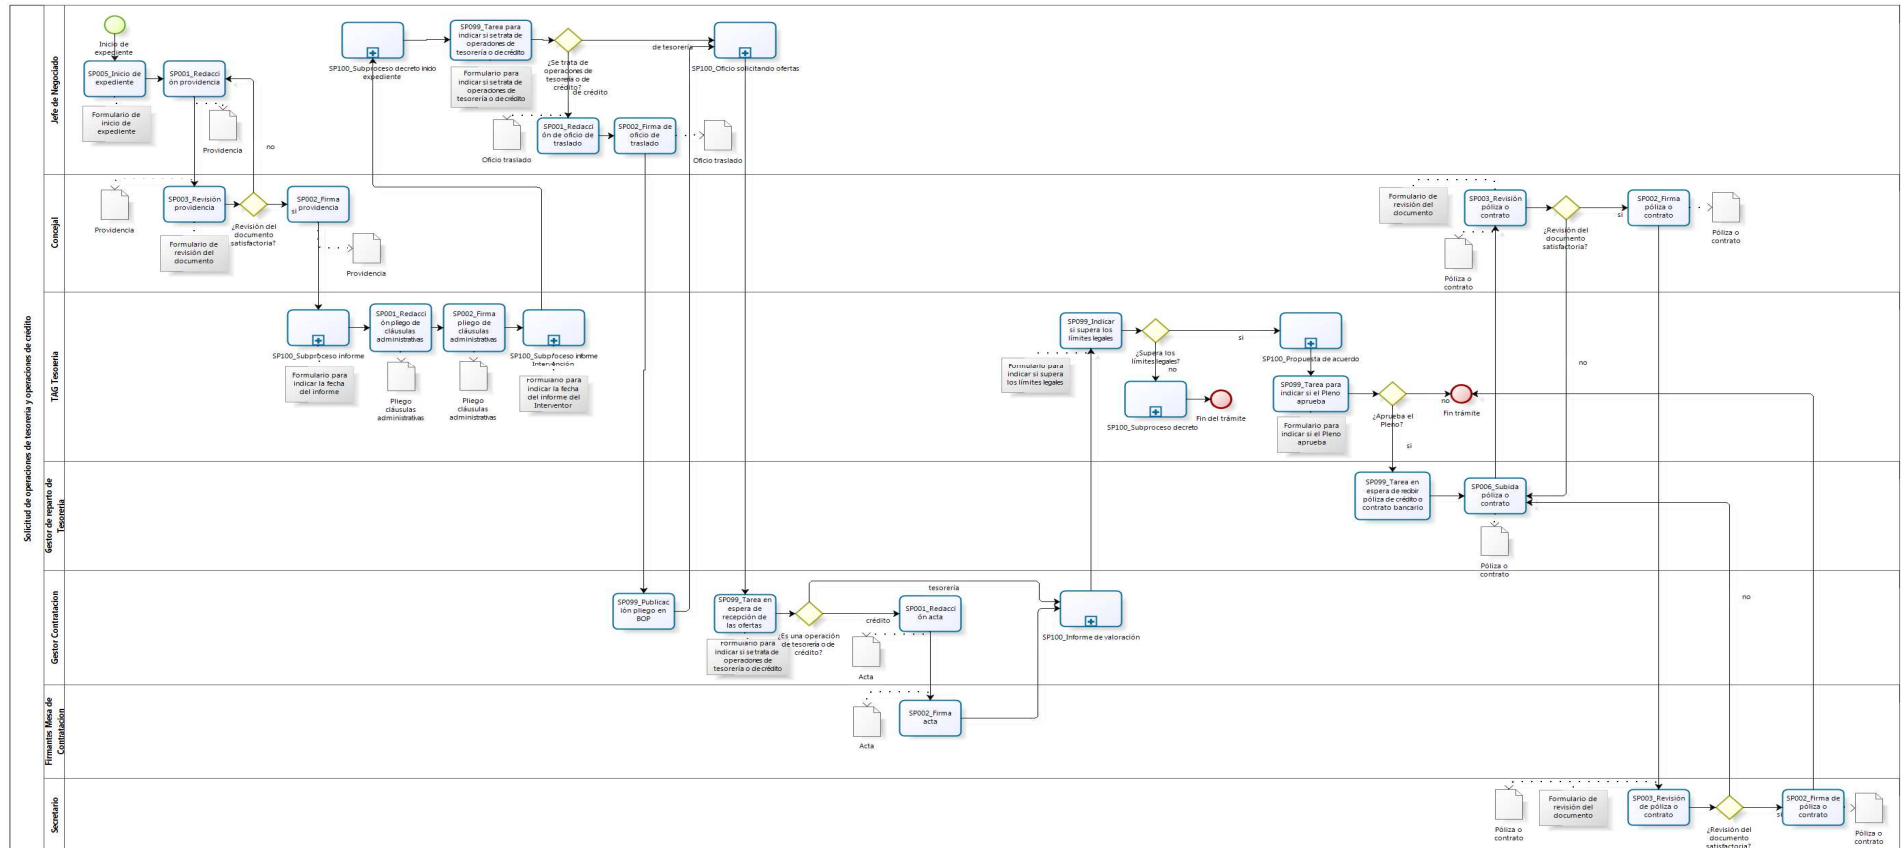 Solicitud de operaciones de tesorería y operaciones de crédito
Jefe de Negociado
Inicio de
expediente
SP005_Inicio de
expediente
Formulario de
inicio de
expediente
SP001_Redacci
ón providencia
Providencia
no
SP100_Subproceso decreto inicio
expediente
SP099_Tarea para
indicar si se trata de
operaciones de
tesorería o de crédito
Formulario para
indicar si se trata de
operaciones de
tesorería o de crédito
¿Se trata de
operaciones de
tesorería o de
crédito?
de tesorería
de crédito
SP100_Oficio solicitando ofertas
Oficio traslado
SP001_Redacci
ón de oficio de
traslado
SP002_Firma de
oficio de
traslado
Oficio traslado
Concejal
Providencia
SP003_Revisión
providencia
Formulario de
revisión del
documento
¿Revisión del
documento
satisfactoria?
si
SP002_Firma
providencia
Providencia
Formulario de
revisión del
documento
SP003_Revisión
póliza o
contrato
Póliza o
contrato
¿Revisión del
documento
satisfactoria?
si
SP002_Firma
póliza o
contrato
Póliza o
contrato
TAG Tesoreria
SP100_Subproceso informe
Formulario para
indicar la fecha
del informe
SP001_Redacci
ón pliego de
cláusulas
administrativas
Pliego
cláusulas
administrativas
SP002_Firma
pliego de
cláusulas
administrativas
Pliego
cláusulas
administrativas
SP100_Subproceso informe
Intervención
Formulario para
indicar la fecha
del informe del
Interventor
SP099_Indicar
si supera los
límites legales
Formulario para
indicar si supera
los límites legales
¿Supera los
límites legales?
no
si
SP100_Subproceso decreto
Fin del trámite
SP100_Propuesta de acuerdo
SP099_Tarea para
indicar si el Pleno
aprueba
Formulario para
indicar si el Pleno
aprueba
¿Aprueba el
Pleno?
no
si
Fin trámite
no
Gestor de reparto de
Tesoreria
SP099_Tarea en
espera de recibir
póliza de crédito o
contrato bancario
SP006_Subida
póliza o
contrato
Póliza o
contrato
Gestor Contratacion
SP099_Publicac
ión pliego en
BOP
SP099_Tarea en
espera de
recepción de
las ofertas
Formulario para
indicar si se trata de
operaciones de
tesorería o de crédito
¿Es una operación
de tesorería o de
crédito?
tesorería
crédito
SP001_Redacci
ón acta
Acta
SP100_Informe de valoración
no
Firmantes Mesa de
Contratacion
Acta
SP002_Firma
acta
Secretario
Póliza o
contrato
Formulario de
revisión del
documento
SP003_Revisión
de póliza o
contrato
¿Revisión del
documento
satisfactoria?
si
SP002_Firma de
póliza o
contrato
Póliza o
contrato